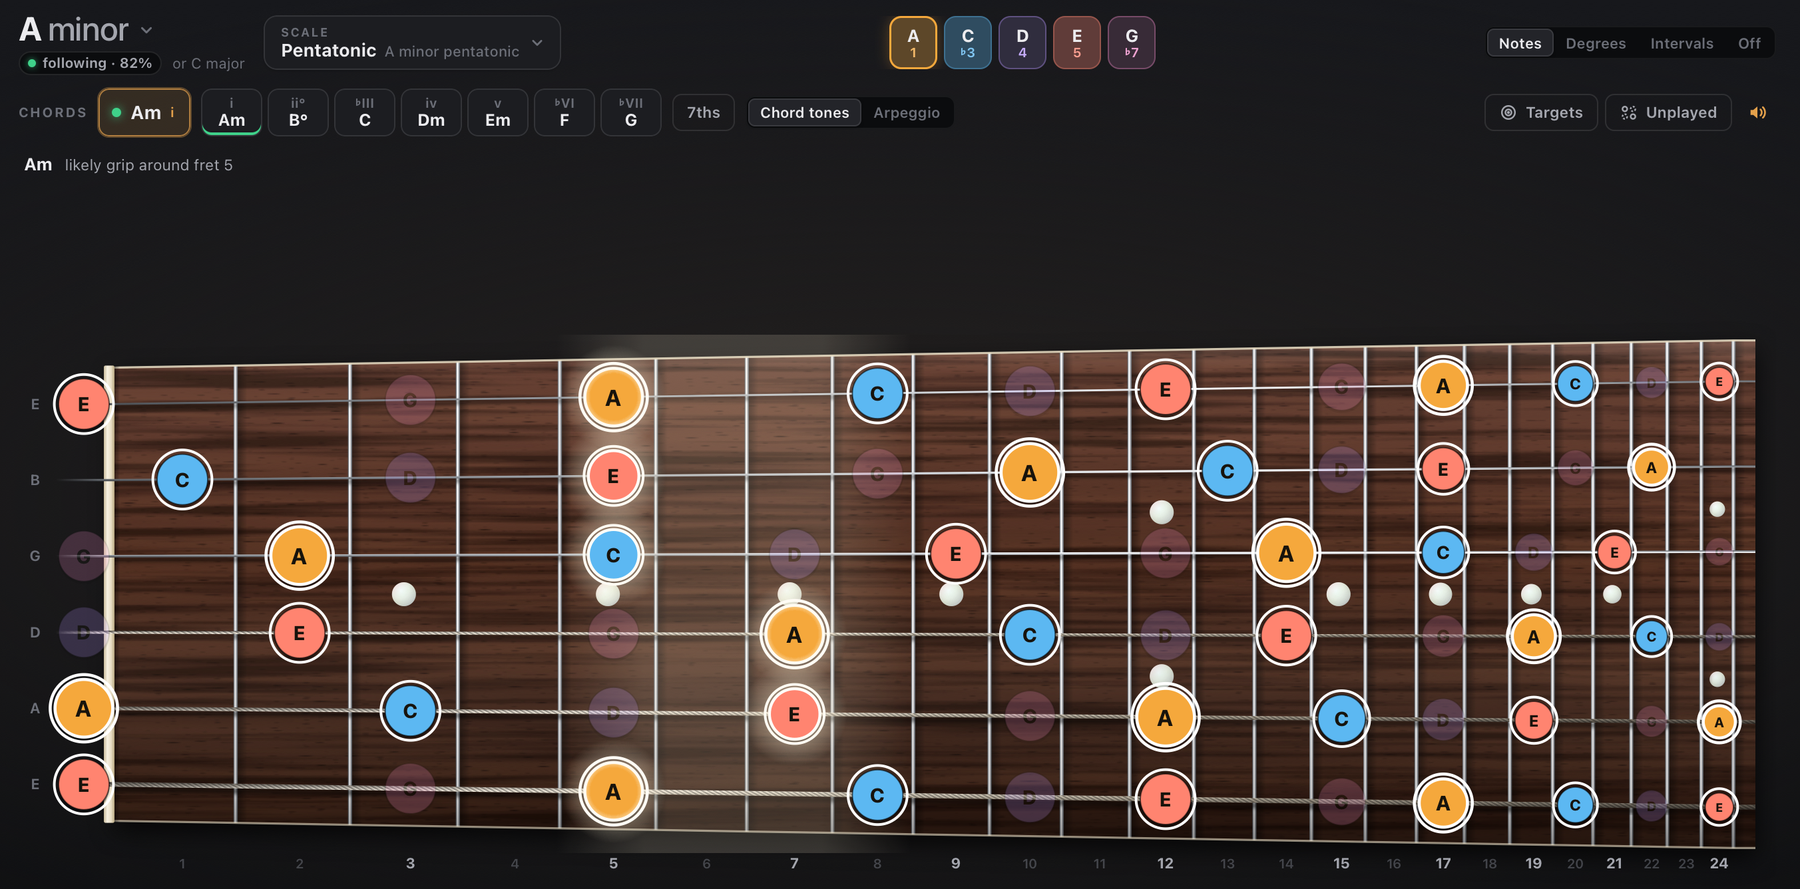 A minor
following · 82% or C major
SCALE
Pentatonic A minor pentatonic
A C D E G
1 ♭3 4 5 ♭7
Notes Degrees Intervals Off
CHORDS Am i
i ii° ♭III iv v ♭VI ♭VII
Am B° C Dm Em F G
7ths Chord tones Arpeggio
Targets Unplayed
Am likely grip around fret 5
E E G A C D E G A C D E
B C D E G A C D E G A
G G A C D E G A C D E G
D D E G A C D E G A C D
A A C D E G A C D E G A
E E G A C D E G A C D E
1 2 3 4 5 6 7 8 9 10 11 12 13 14 15 16 17 18 19 20 21 22 23 24